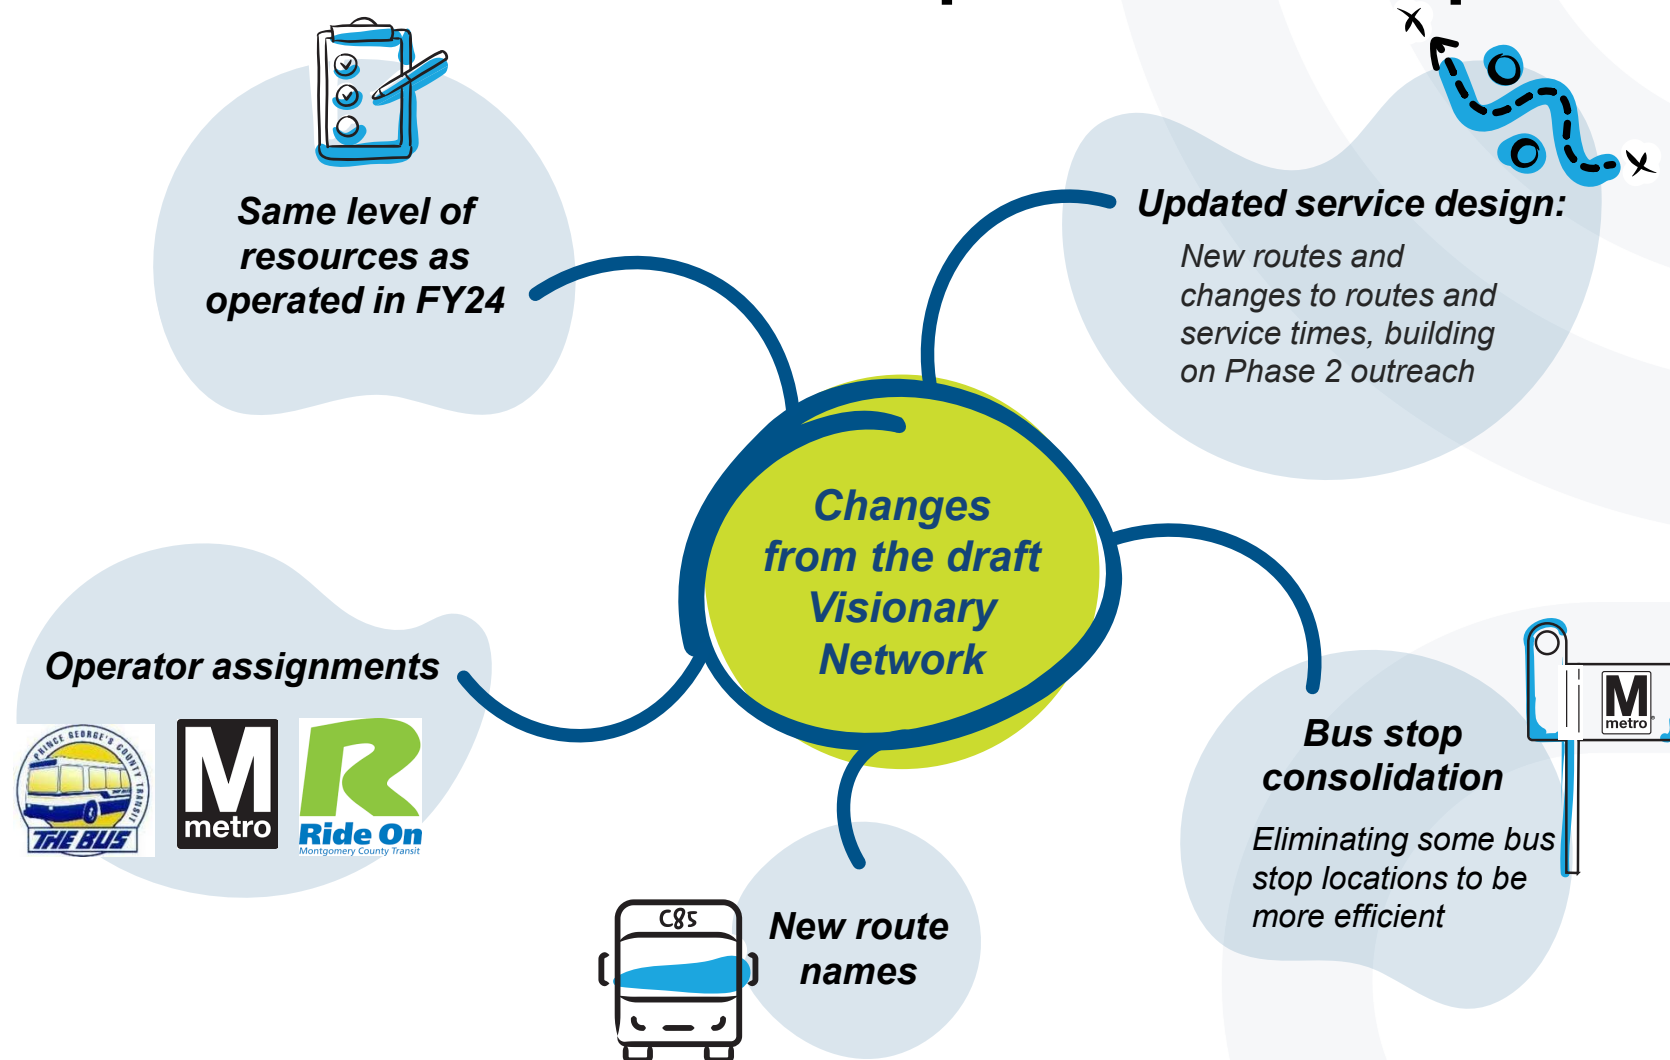 Same level of
resources as
operated in FY24
Updated service design:
New routes and
changes to routes and
service times, building
on Phase 2 outreach
Changes
from the draft
Visionary
Network
Operator assignments
PRINCE GEORGE'S COUNTY TRANSIT
THE BUS
M
metro
Ride On
Montgomery County Transit
M
metro
Bus stop
consolidation
Eliminating some bus
stop locations to be
more efficient
C85
New route
names